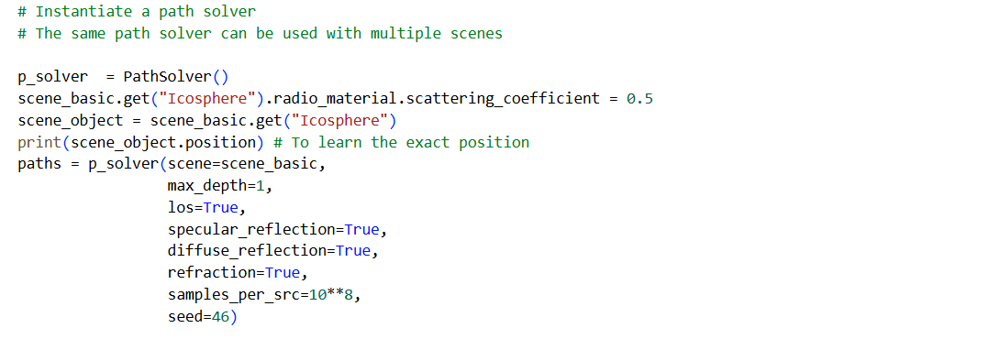 # Instantiate a path solver
# The same path solver can be used with multiple scenes
p_solver  = PathSolver()
scene_basic.get("Icosphere").radio_material.scattering_coefficient = 0.5
scene_object = scene_basic.get("Icosphere")
print(scene_object.position) # To learn the exact position
paths = p_solver(scene=scene_basic,
                 max_depth=1,
                 los=True,
                 specular_reflection=True,
                 diffuse_reflection=True,
                 refraction=True,
                 samples_per_src=10**8,
                 seed=46)